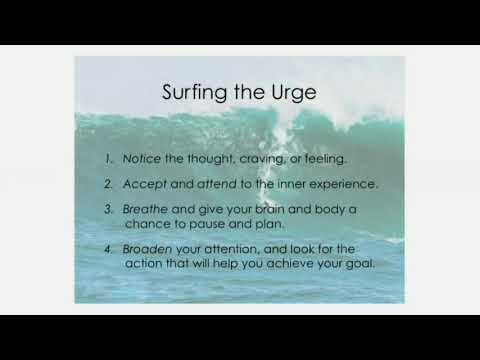 Surfing the Urge
1. Notice the thought, craving, or feeling.
2. Accept and attend to the inner experience.
3. Breathe and give your brain and body a
chance to pause and plan.
4. Broaden your attention, and look for the
action that will help you achieve your goal.